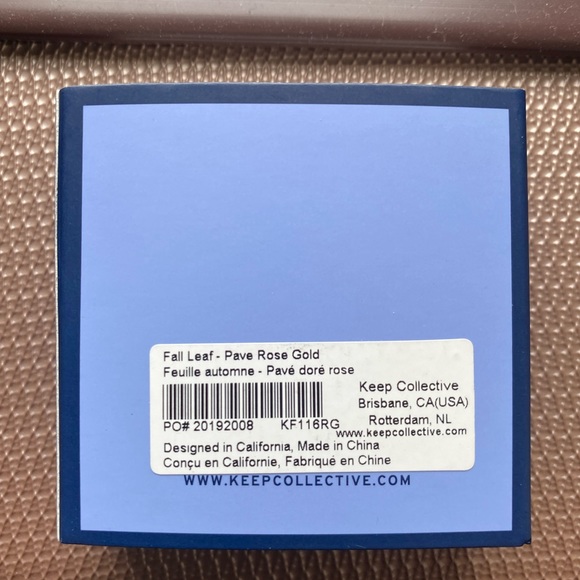 Fall Leaf - Pave Rose Gold
Feuille automne - Pavé doré rose
Keep Collective
Brisbane, CA(USA)
Rotterdam, NL
www.keepcollective.com
PO# 20192008 KF116RG
Designed in California, Made in China
Conçu en Californie, Fabriqué en Chine
WWW.KEEPCOLLECTIVE.COM